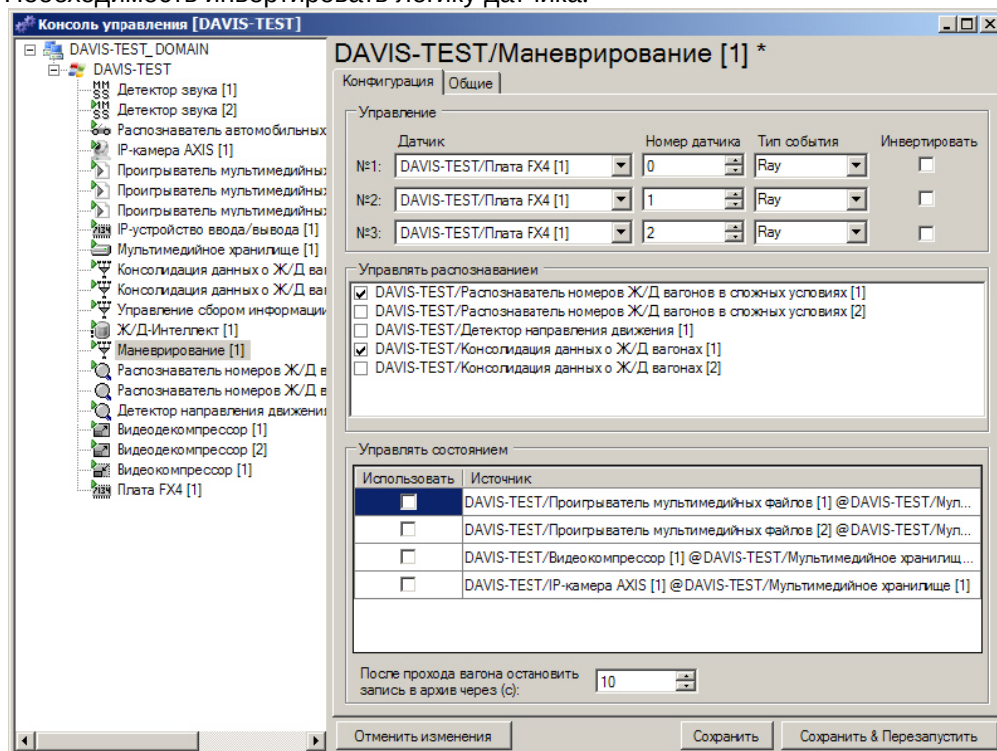 Необходимость инвертировать логику датчика.
Консоль управления [DAVIS-TEST]
DAVIS-TEST_DOMAIN
DAVIS-TEST
Детектор звука [1]
Детектор звука [2]
Распознаватель автомобильных
IP-камера AXIS [1]
Проигрыватель мультимедийных
Проигрыватель мультимедийных
Проигрыватель мультимедийных
IP-устройство ввода/вывода [1]
Мультимедийное хранилище [1]
Консолидация данных о Ж/Д ваг
Консолидация данных о Ж/Д ваг
Управление сбором информации
Ж/Д-Интеллект [1]
Маневрирование [1]
Распознаватель номеров Ж/Д в
Распознаватель номеров Ж/Д в
Детектор направления движения
Видеодекомпрессор [1]
Видеодекомпрессор [2]
Видеокомпрессор [1]
Плата FX4 [1]
DAVIS-TEST/Маневрирование [1] *
Конфигурация Общие
Управление
Датчик Номер датчика Тип события Инвертировать
№1: DAVIS-TEST/Плата FX4 [1] 0 Ray
№2: DAVIS-TEST/Плата FX4 [1] 1 Ray
№3: DAVIS-TEST/Плата FX4 [1] 2 Ray
Управлять распознаванием
DAVIS-TEST/Распознаватель номеров Ж/Д вагонов в сложных условиях [1]
DAVIS-TEST/Распознаватель номеров Ж/Д вагонов в сложных условиях [2]
DAVIS-TEST/Детектор направления движения [1]
DAVIS-TEST/Консолидация данных о Ж/Д вагонах [1]
DAVIS-TEST/Консолидация данных о Ж/Д вагонах [2]
Управлять состоянием
Использовать Источник
DAVIS-TEST/Проигрыватель мультимедийных файлов [1] @DAVIS-TEST/Мул...
DAVIS-TEST/Проигрыватель мультимедийных файлов [2] @DAVIS-TEST/Мул...
DAVIS-TEST/Видеокомпрессор [1] @DAVIS-TEST/Мультимедийное хранилищ...
DAVIS-TEST/IP-камера AXIS [1] @DAVIS-TEST/Мультимедийное хранилище [1]
После прохода вагона остановить
запись в архив через (с): 10
Отменить изменения Сохранить Сохранить & Перезапустить